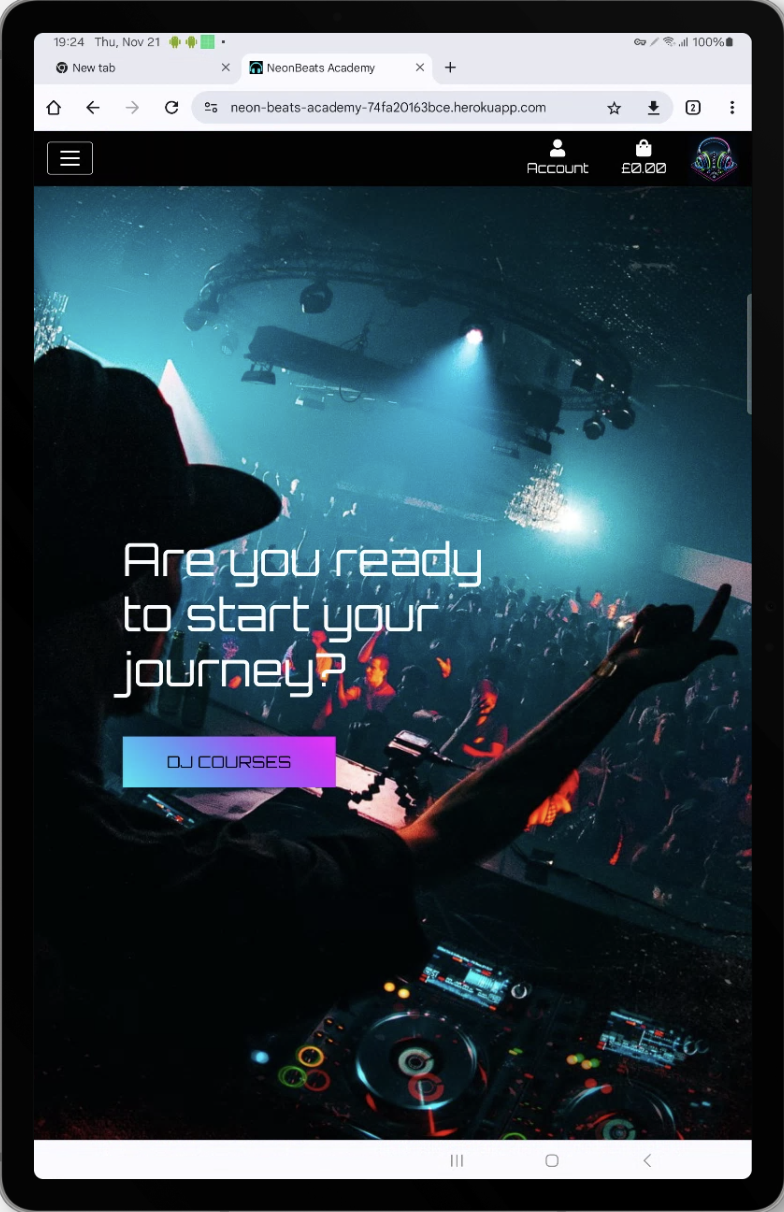 19:24 Thu, Nov 21 100%
New tab
NeonBeats Academy
neon-beats-academy-74fa20163bce.herokuapp.com
2
Account
£0.00
Are you ready
to start your
journey?
DJ COURSES